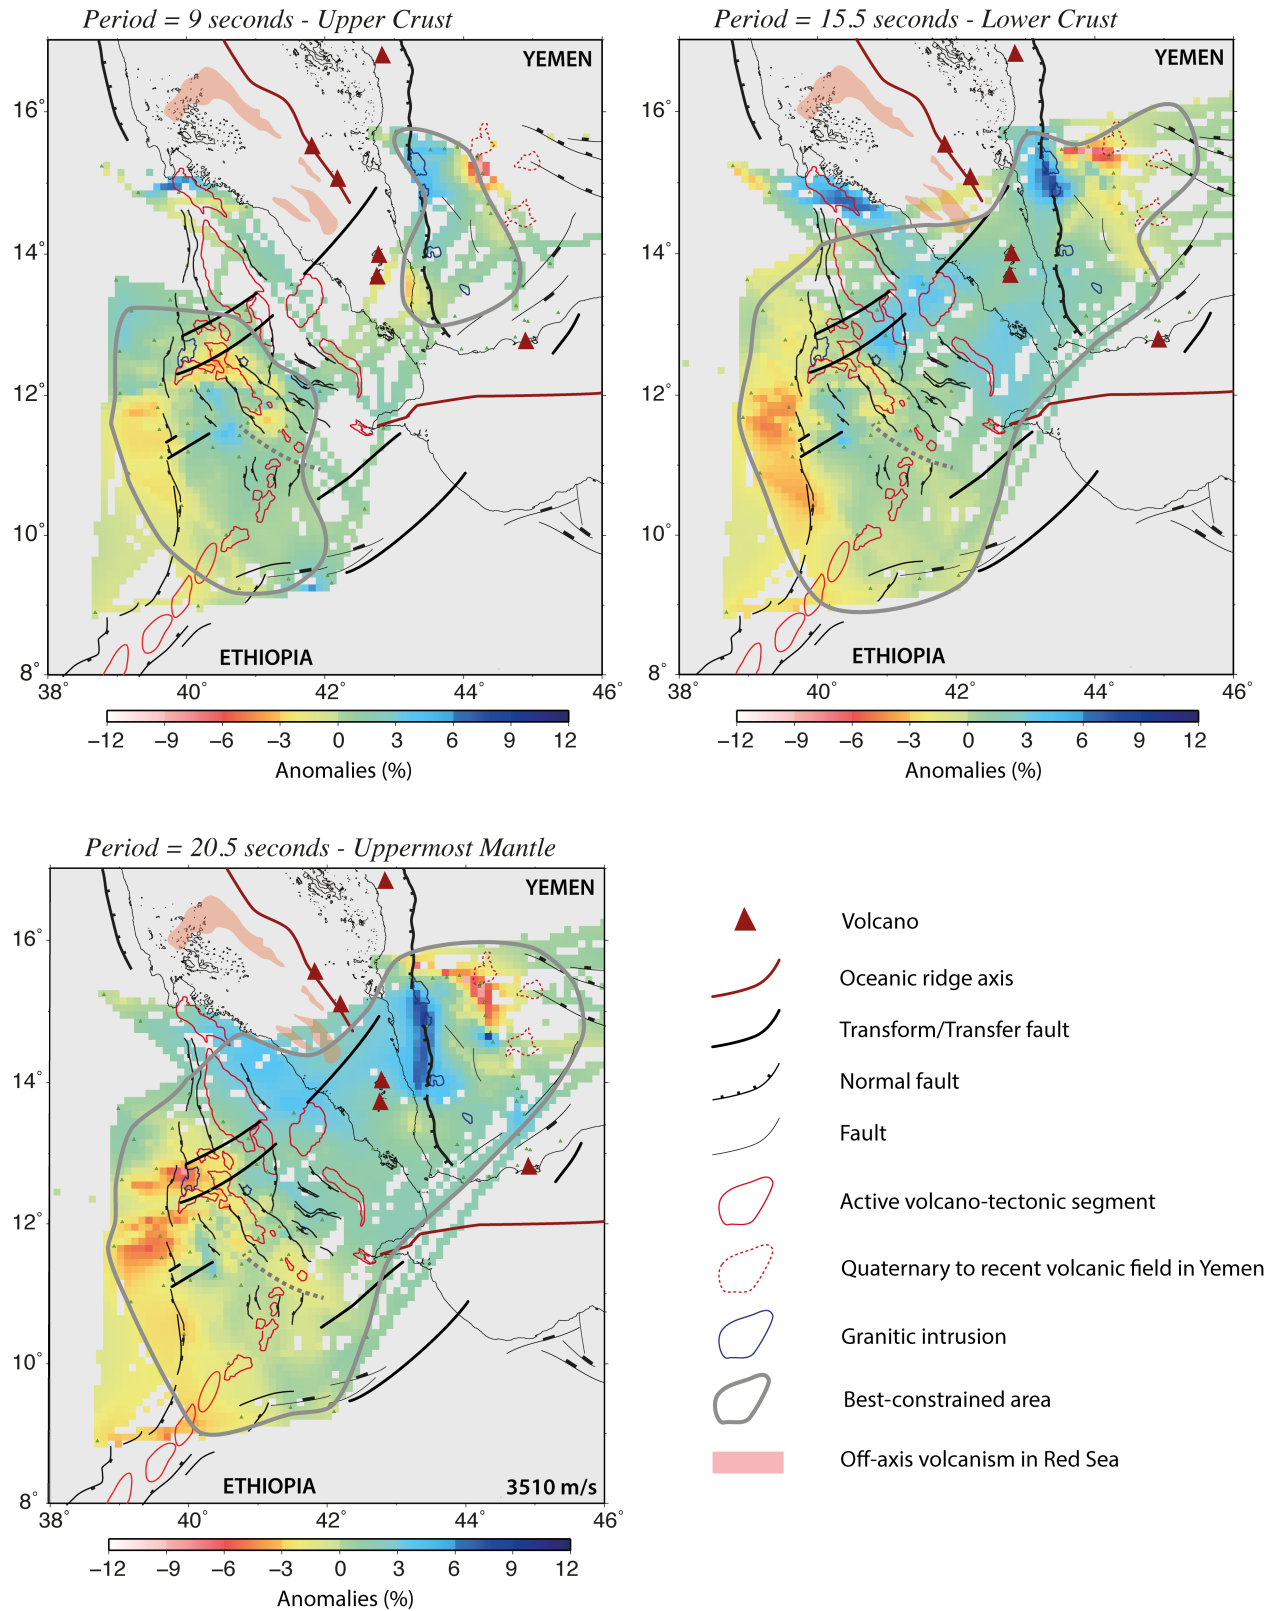 Period = 9 seconds - Upper Crust
YEMEN
16°
14°
12°
10°
8°
ETHIOPIA
38° 40° 42° 44° 46°
−12 −9 −6 −3 0 3 6 9 12
Anomalies (%)
Period = 15.5 seconds - Lower Crust
YEMEN
16°
14°
12°
10°
8°
ETHIOPIA
38° 40° 42° 44° 46°
−12 −9 −6 −3 0 3 6 9 12
Anomalies (%)
Period = 20.5 seconds - Uppermost Mantle
YEMEN
16°
14°
12°
10°
8°
ETHIOPIA
3510 m/s
38° 40° 42° 44° 46°
−12 −9 −6 −3 0 3 6 9 12
Anomalies (%)
Volcano
Oceanic ridge axis
Transform/Transfer fault
Normal fault
Fault
Active volcano-tectonic segment
Quaternary to recent volcanic field in Yemen
Granitic intrusion
Best-constrained area
Off-axis volcanism in Red Sea